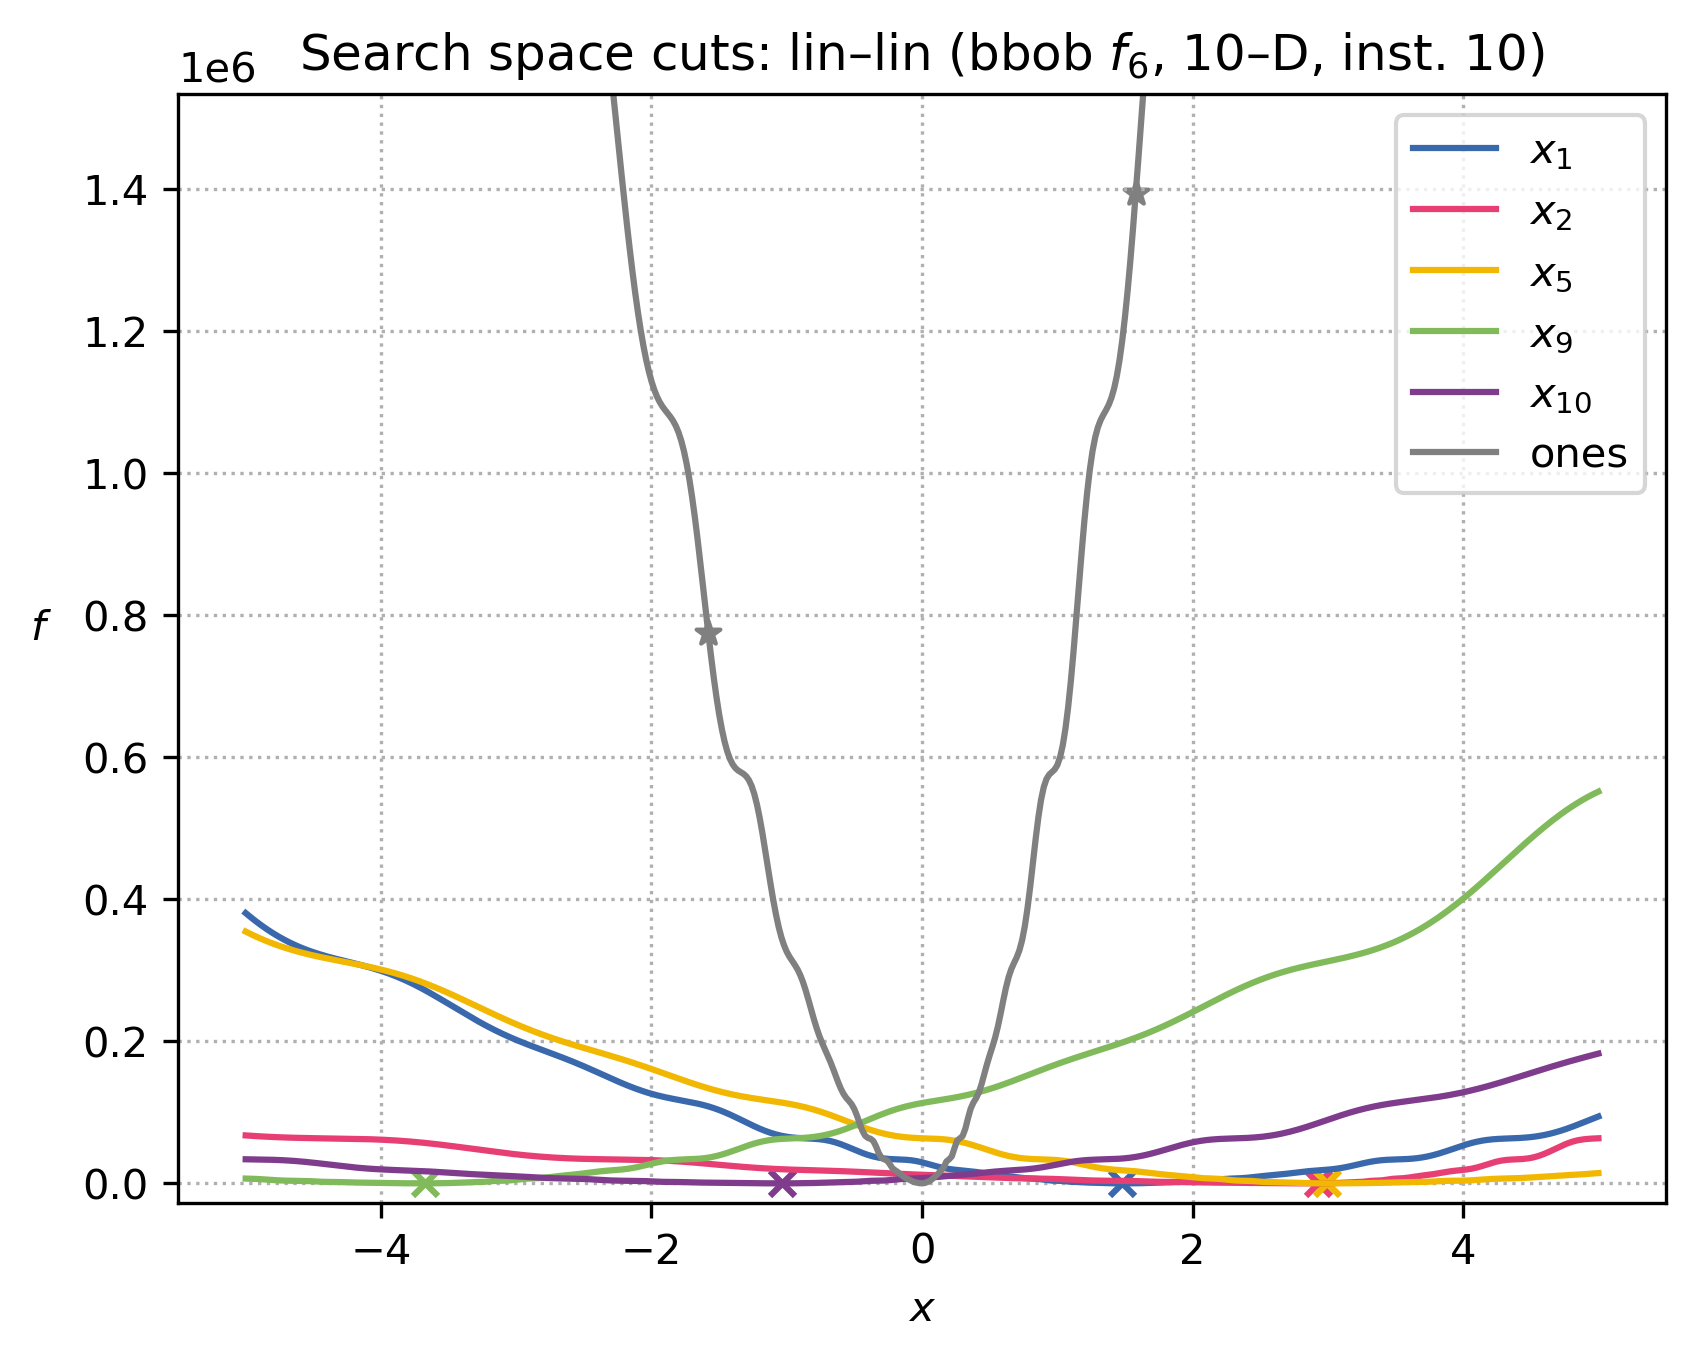 Search space cuts: lin–lin (bbob f₆, 10–D, inst. 10)
1e6
1.4
1.2
1.0
0.8
0.6
0.4
0.2
0.0
f
−4
−2
0
2
4
x
x₁
x₂
x₅
x₉
x₁₀
ones